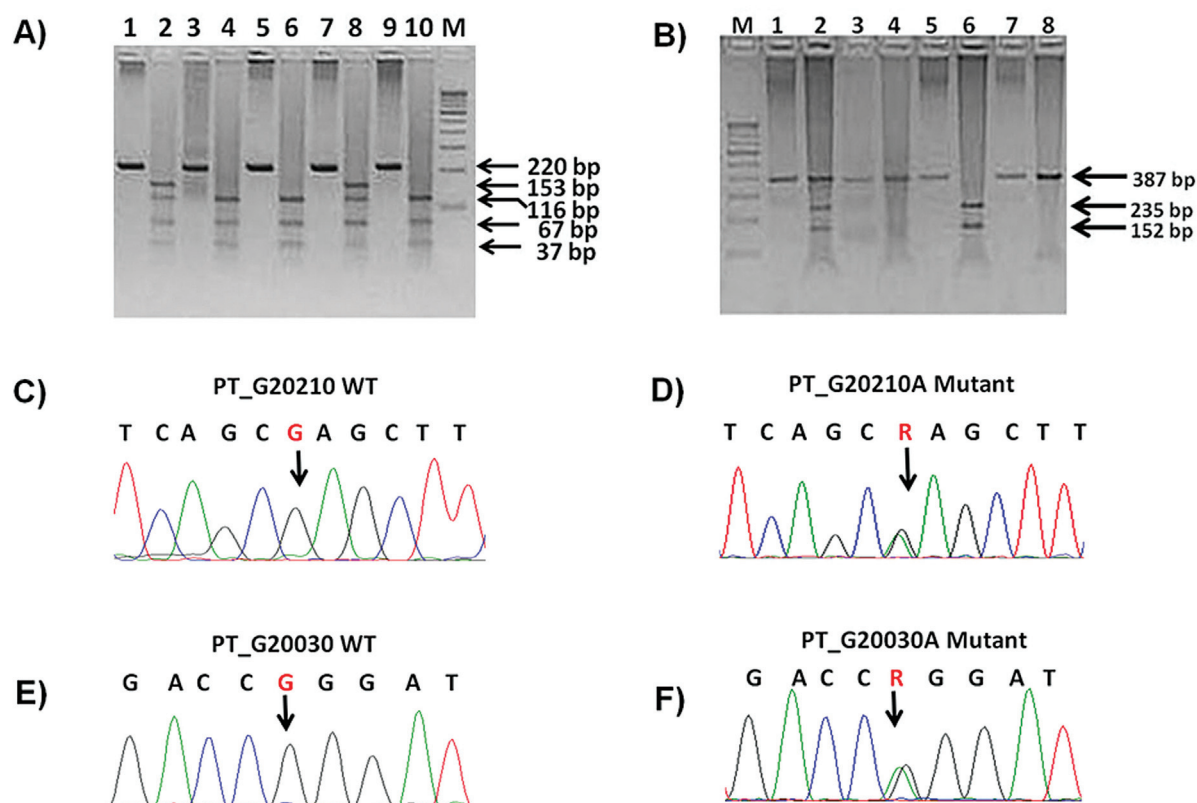 A)
1 2 3 4 5 6 7 8 9 10 M
220 bp
153 bp
116 bp
67 bp
37 bp
B)
M 1 2 3 4 5 6 7 8
387 bp
235 bp
152 bp
C)
PT_G20210 WT
T C A G C G A G C T T
D)
PT_G20210A Mutant
T C A G C R A G C T T
E)
PT_G20030 WT
G A C C G G G A T
F)
PT_G20030A Mutant
G A C C R G G A T